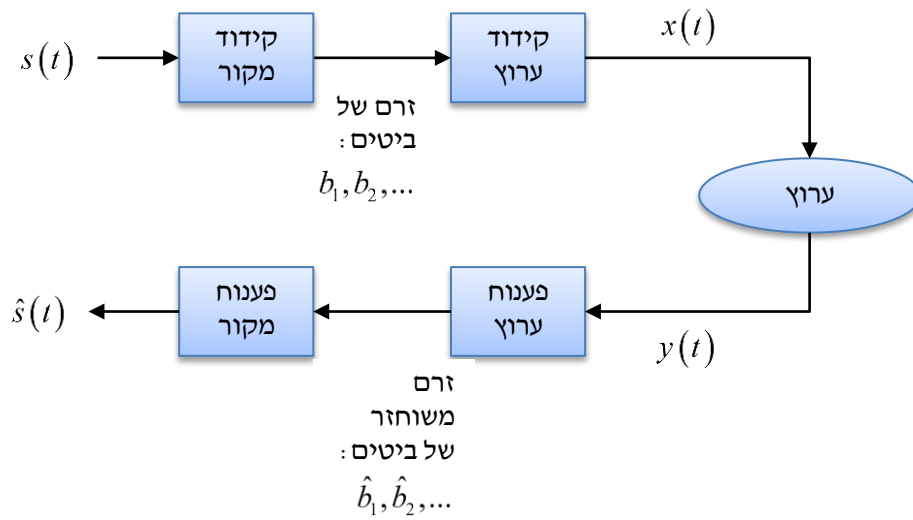 s(t)
קידוד
מקור
קידוד
ערוץ
x(t)
זרם של
ביטים :
b₁, b₂, ...
ערוץ
ŝ(t)
פענוח
מקור
פענוח
ערוץ
y(t)
זרם
משוחזר
של ביטים :
b̂₁, b̂₂, ...